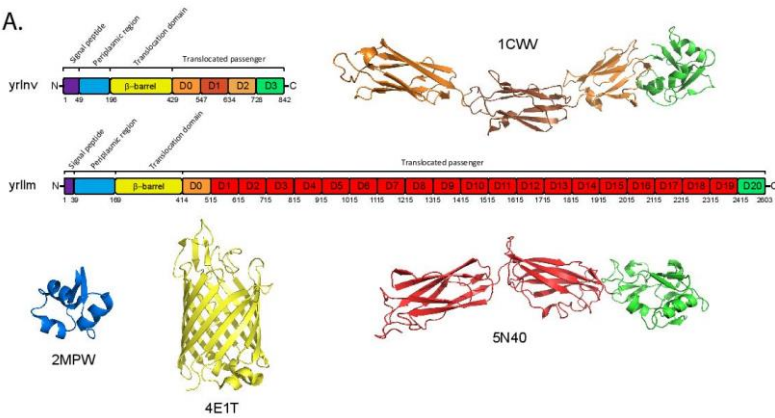 A.
Signal peptide
Periplasmic region
Translocation domain
Translocated passenger
1CWV
yrInv N- β-barrel D0 D1 D2 D3 -C
1 49 196 429 547 634 726 842
Signal peptide
Periplasmic region
Translocation domain
Translocated passenger
yrIlm N- β-barrel D0 D1 D2 D3 D4 D5 D6 D7 D8 D9 D10 D11 D12 D13 D14 D15 D16 D17 D18 D19 D20 -C
1 39 169 414 515 615 715 815 915 1015 1115 1215 1315 1415 1515 1615 1715 1815 1915 2015 2115 2215 2315 2415 2603
2MPW
4E1T
5N40